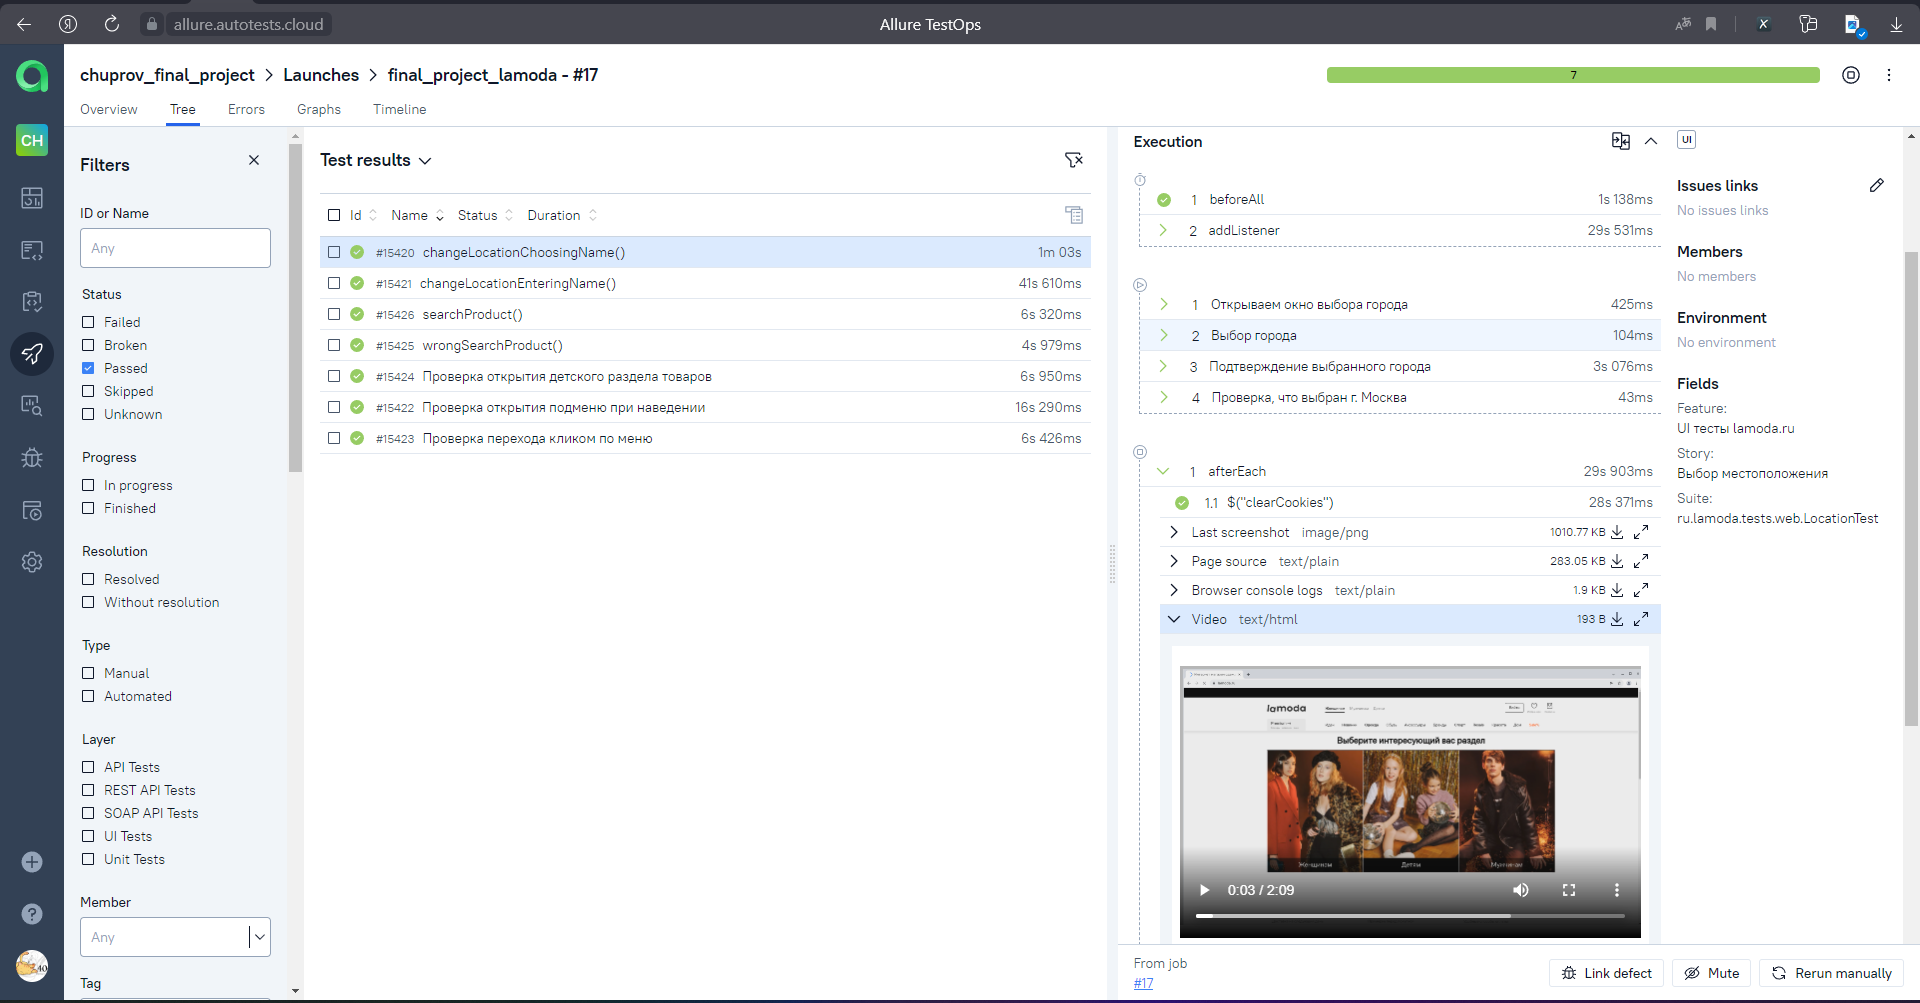 allure.autotests.cloud
Allure TestOps
chuprov_final_project > Launches > final_project_lamoda - #17
7
Overview Tree Errors Graphs Timeline
CH
Filters
ID or Name
Any
Status
Failed
Broken
Passed
Skipped
Unknown
Progress
In progress
Finished
Resolution
Resolved
Without resolution
Type
Manual
Automated
Layer
API Tests
REST API Tests
SOAP API Tests
UI Tests
Unit Tests
Member
Any
Tag
Test results
Id Name Status Duration
#15420 changeLocationChoosingName() 1m 03s
#15421 changeLocationEnteringName() 41s 610ms
#15426 searchProduct() 6s 320ms
#15425 wrongSearchProduct() 4s 979ms
#15424 Проверка открытия детского раздела товаров 6s 950ms
#15422 Проверка открытия подменю при наведении 16s 290ms
#15423 Проверка перехода кликом по меню 6s 426ms
Execution
1 beforeAll 1s 138ms
2 addListener 29s 531ms
1 Открываем окно выбора города 425ms
2 Выбор города 104ms
3 Подтверждение выбранного города 3s 076ms
4 Проверка, что выбран г. Москва 43ms
1 afterEach 29s 903ms
1.1 $("clearCookies") 28s 371ms
Last screenshot image/png 1010.77 KB
Page source text/plain 283.05 KB
Browser console logs text/plain 1.9 KB
Video text/html 193 B
lamoda
Выберите интересующий вас раздел
Женщинам Детям Мужчинам
0:03 / 2:09
From job
#17
Link defect Mute Rerun manually
UI
Issues links
No issues links
Members
No members
Environment
No environment
Fields
Feature:
UI тесты lamoda.ru
Story:
Выбор местоположения
Suite:
ru.lamoda.tests.web.LocationTest